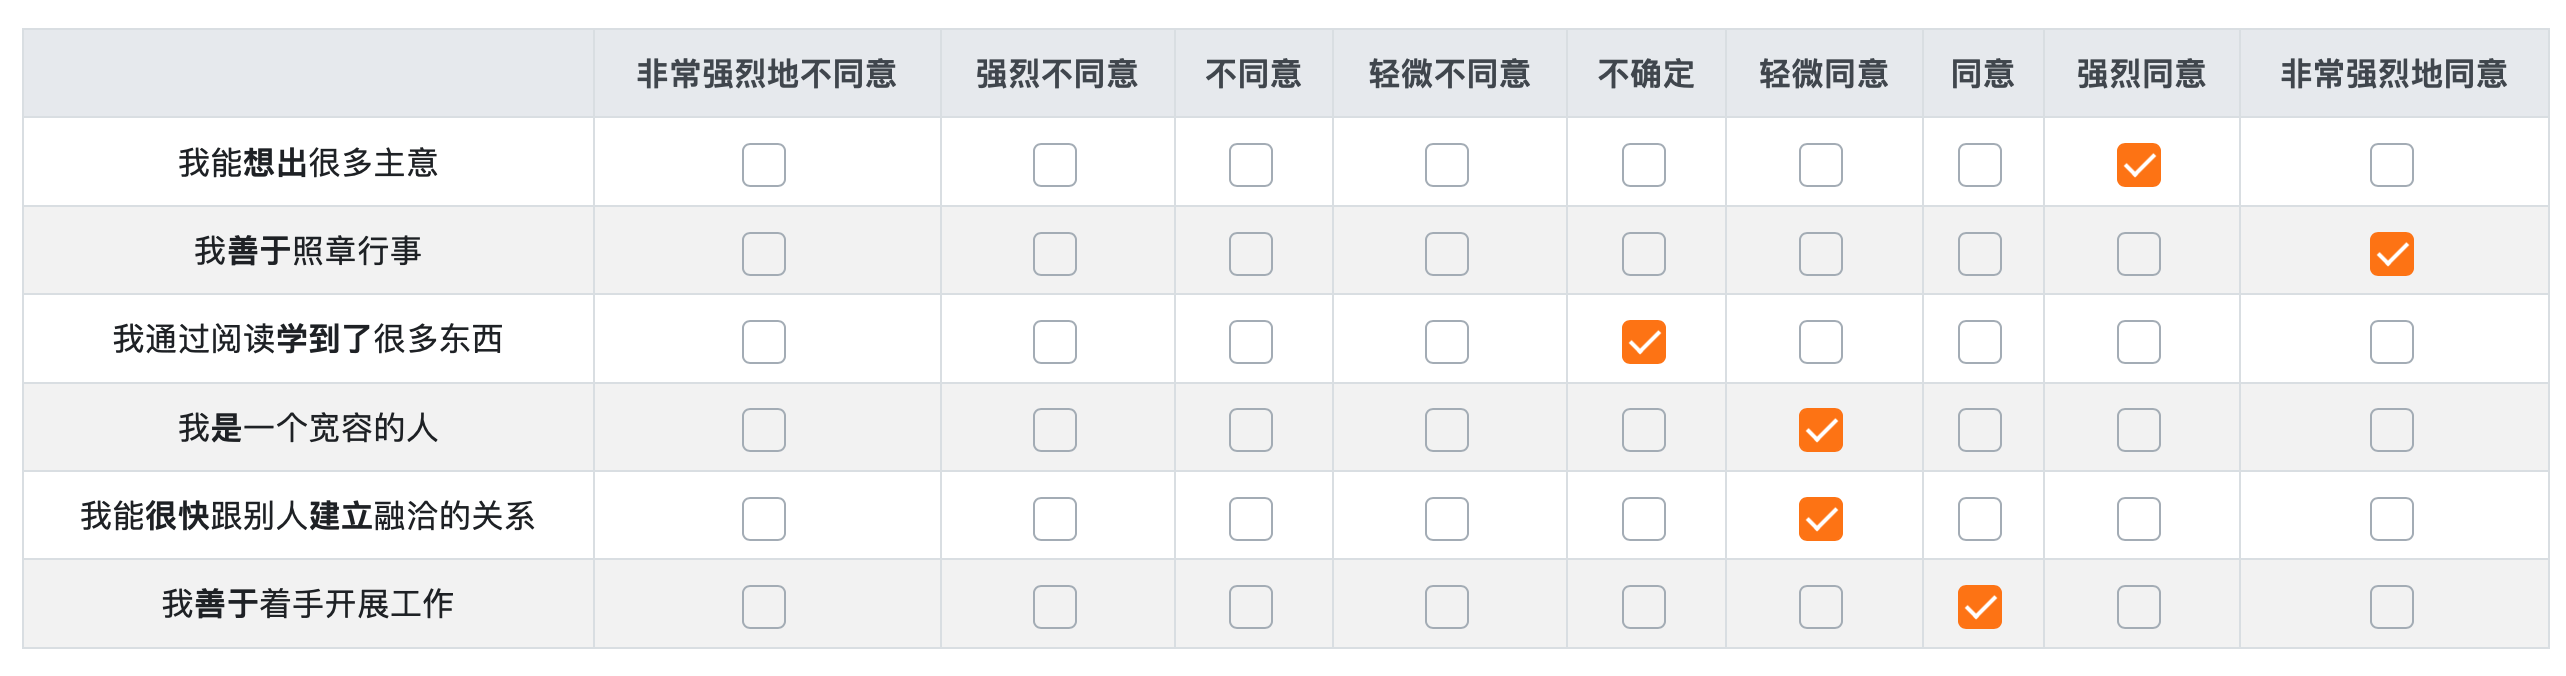 非常强烈地不同意 强烈不同意 不同意 轻微不同意 不确定 轻微同意 同意 强烈同意 非常强烈地同意
我能想出很多主意
我善于照章行事
我通过阅读学到了很多东西
我是一个宽容的人
我能很快跟别人建立融洽的关系
我善于着手开展工作